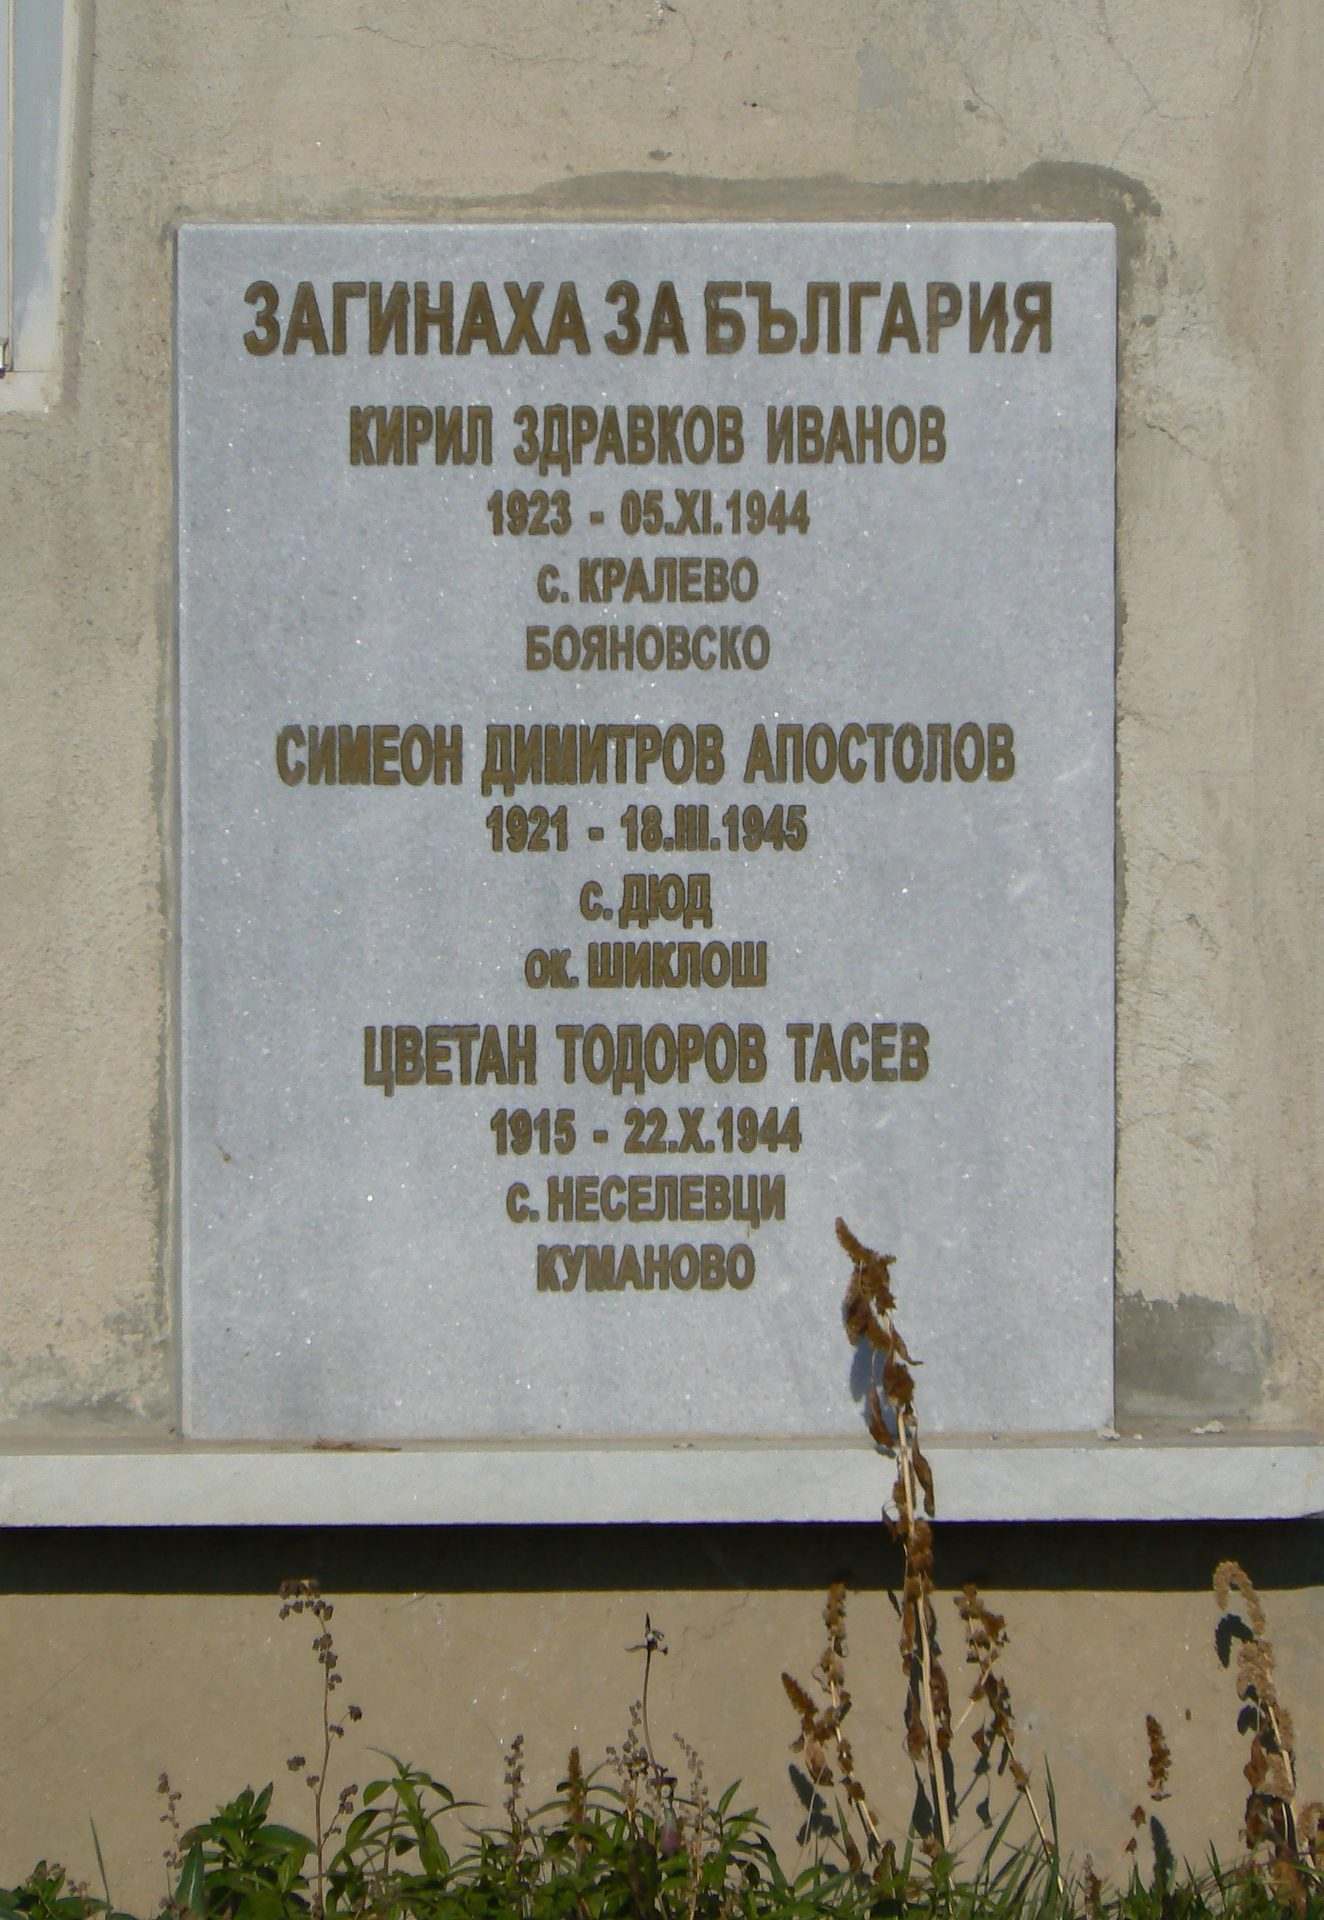 ЗАГИНАХА ЗА БЪЛГАРИЯ
КИРИЛ ЗДРАВКОВ ИВАНОВ
1923 - 05.XI.1944
с. КРАЛЕВО
БОЯНОВСКО
СИМЕОН ДИМИТРОВ АПОСТОЛОВ
1921 - 18.III.1945
с. ДЮД
ок. ШИКЛОШ
ЦВЕТАН ТОДОРОВ ТАСЕВ
1915 - 22.X.1944
с. НЕСЕЛЕВЦИ
КУМАНОВО